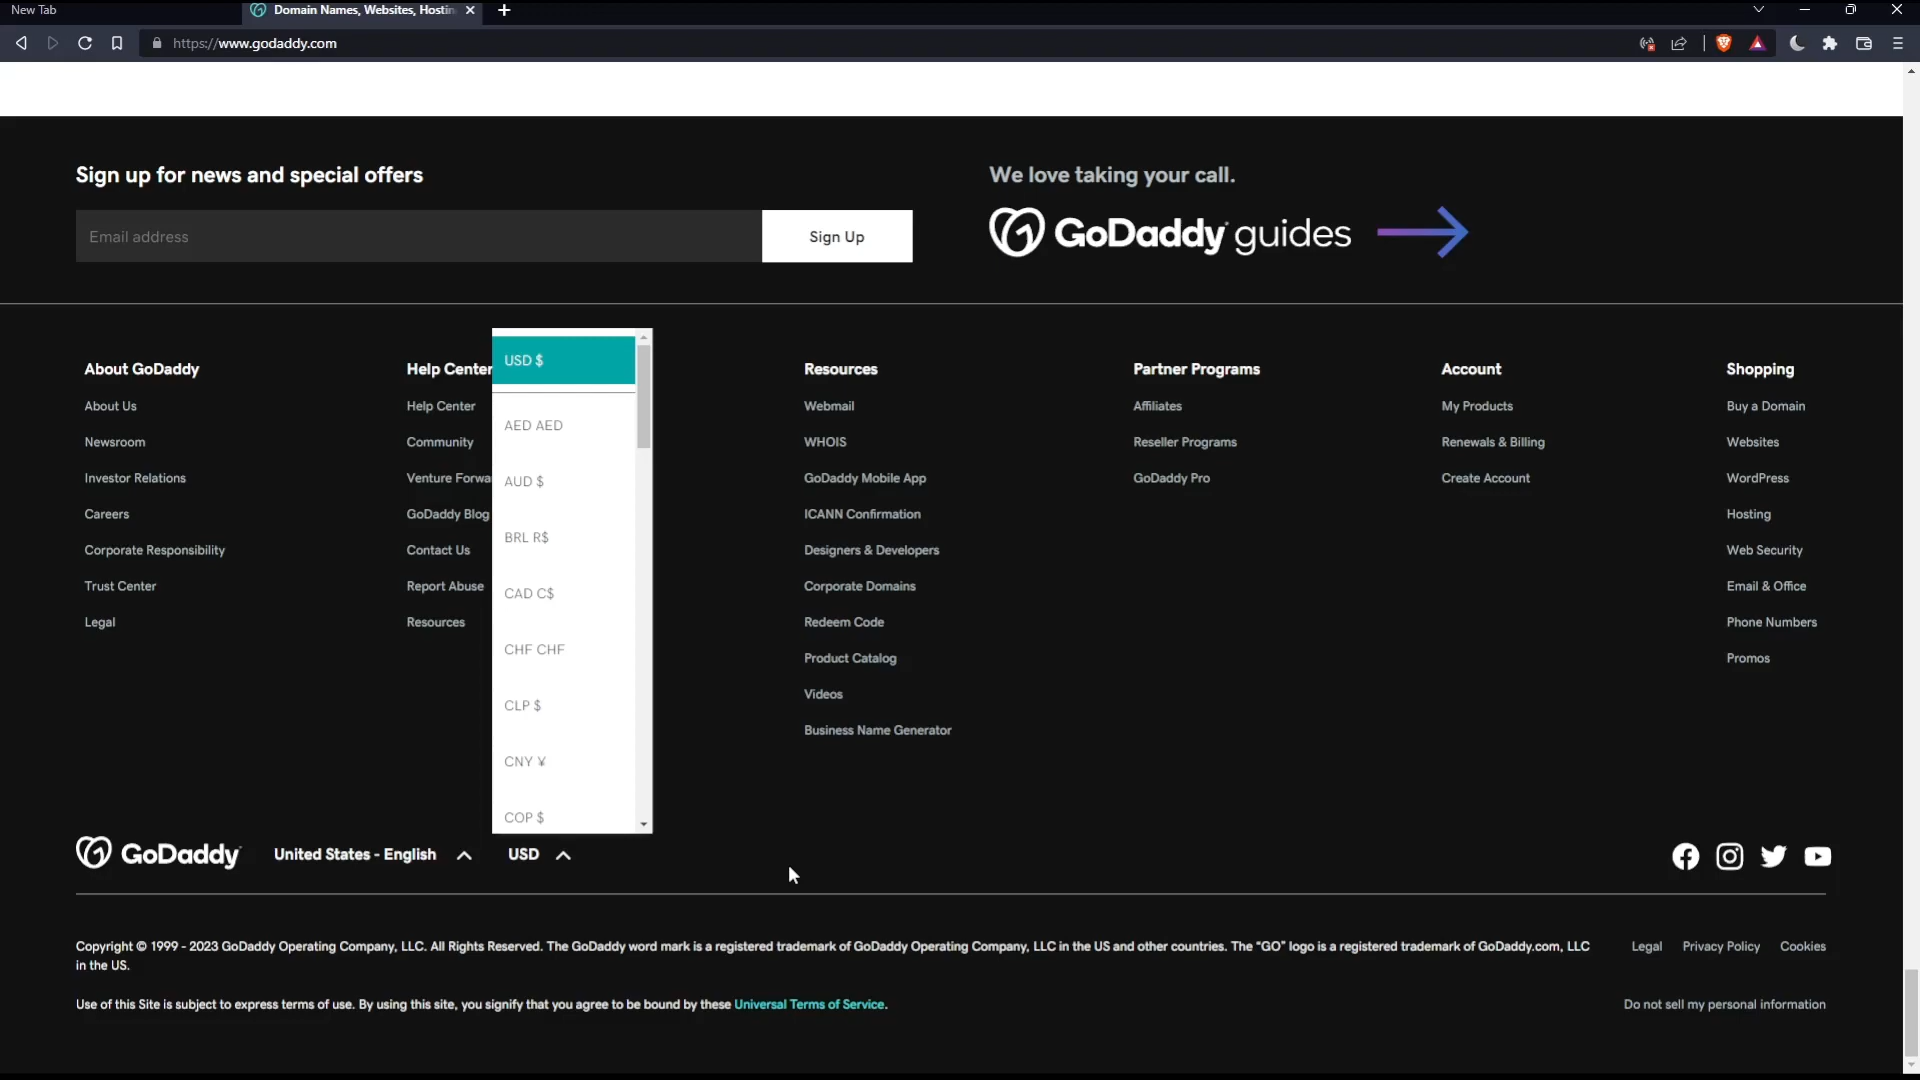 New Tab
Domain Names, Websites, Hostin
https://www.godaddy.com
Sign up for news and special offers
Email address
Sign Up
We love taking your call.
GoDaddy guides
About GoDaddy
About Us
Newsroom
Investor Relations
Careers
Corporate Responsibility
Trust Center
Legal
Help Center
Help Center
Community
Venture Forwa
GoDaddy Blog
Contact Us
Report Abuse
Resources
USD $
AED AED
AUD $
BRL R$
CAD C$
CHF CHF
CLP $
CNY ¥
COP $
Resources
Webmail
WHOIS
GoDaddy Mobile App
ICANN Confirmation
Designers & Developers
Corporate Domains
Redeem Code
Product Catalog
Videos
Business Name Generator
Partner Programs
Affiliates
Reseller Programs
GoDaddy Pro
Account
My Products
Renewals & Billing
Create Account
Shopping
Buy a Domain
Websites
WordPress
Hosting
Web Security
Email & Office
Phone Numbers
Promos
GoDaddy
United States - English
USD
Copyright © 1999 - 2023 GoDaddy Operating Company, LLC. All Rights Reserved. The GoDaddy word mark is a registered trademark of GoDaddy Operating Company, LLC in the US and other countries. The "GO" logo is a registered trademark of GoDaddy.com, LLC
in the US.
Legal
Privacy Policy
Cookies
Use of this Site is subject to express terms of use. By using this site, you signify that you agree to be bound by these Universal Terms of Service.
Do not sell my personal information